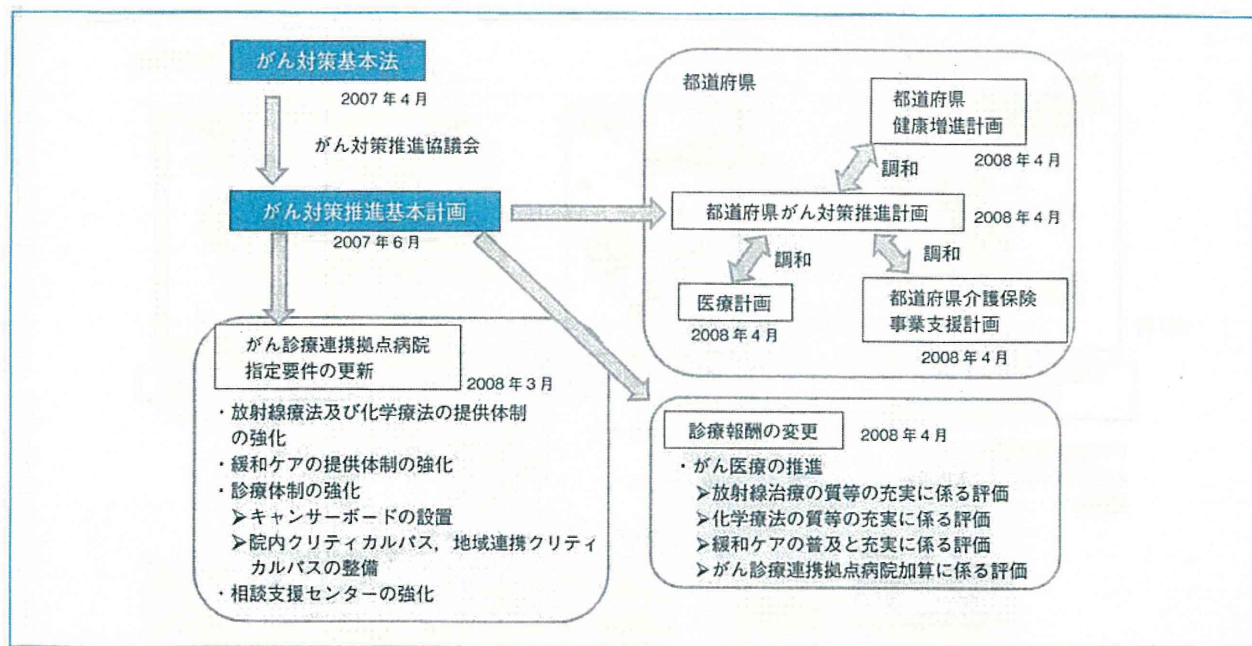 がん対策基本法
2007年4月
がん対策推進協議会
がん対策推進基本計画
2007年6月
都道府県
都道府県
健康増進計画
2008年4月
調和
都道府県がん対策推進計画
2008年4月
調和
調和
医療計画
2008年4月
都道府県介護保険
事業支援計画
2008年4月
がん診療連携拠点病院
指定要件の更新
2008年3月
・放射線療法及び化学療法の提供体制
の強化
・緩和ケアの提供体制の強化
・診療体制の強化
➢キャンサーボードの設置
➢院内クリティカルパス，地域連携クリティ
カルパスの整備
・相談支援センターの強化
診療報酬の変更
2008年4月
・がん医療の推進
➢放射線治療の質等の充実に係る評価
➢化学療法の質等の充実に係る評価
➢緩和ケアの普及と充実に係る評価
➢がん診療連携拠点病院加算に係る評価